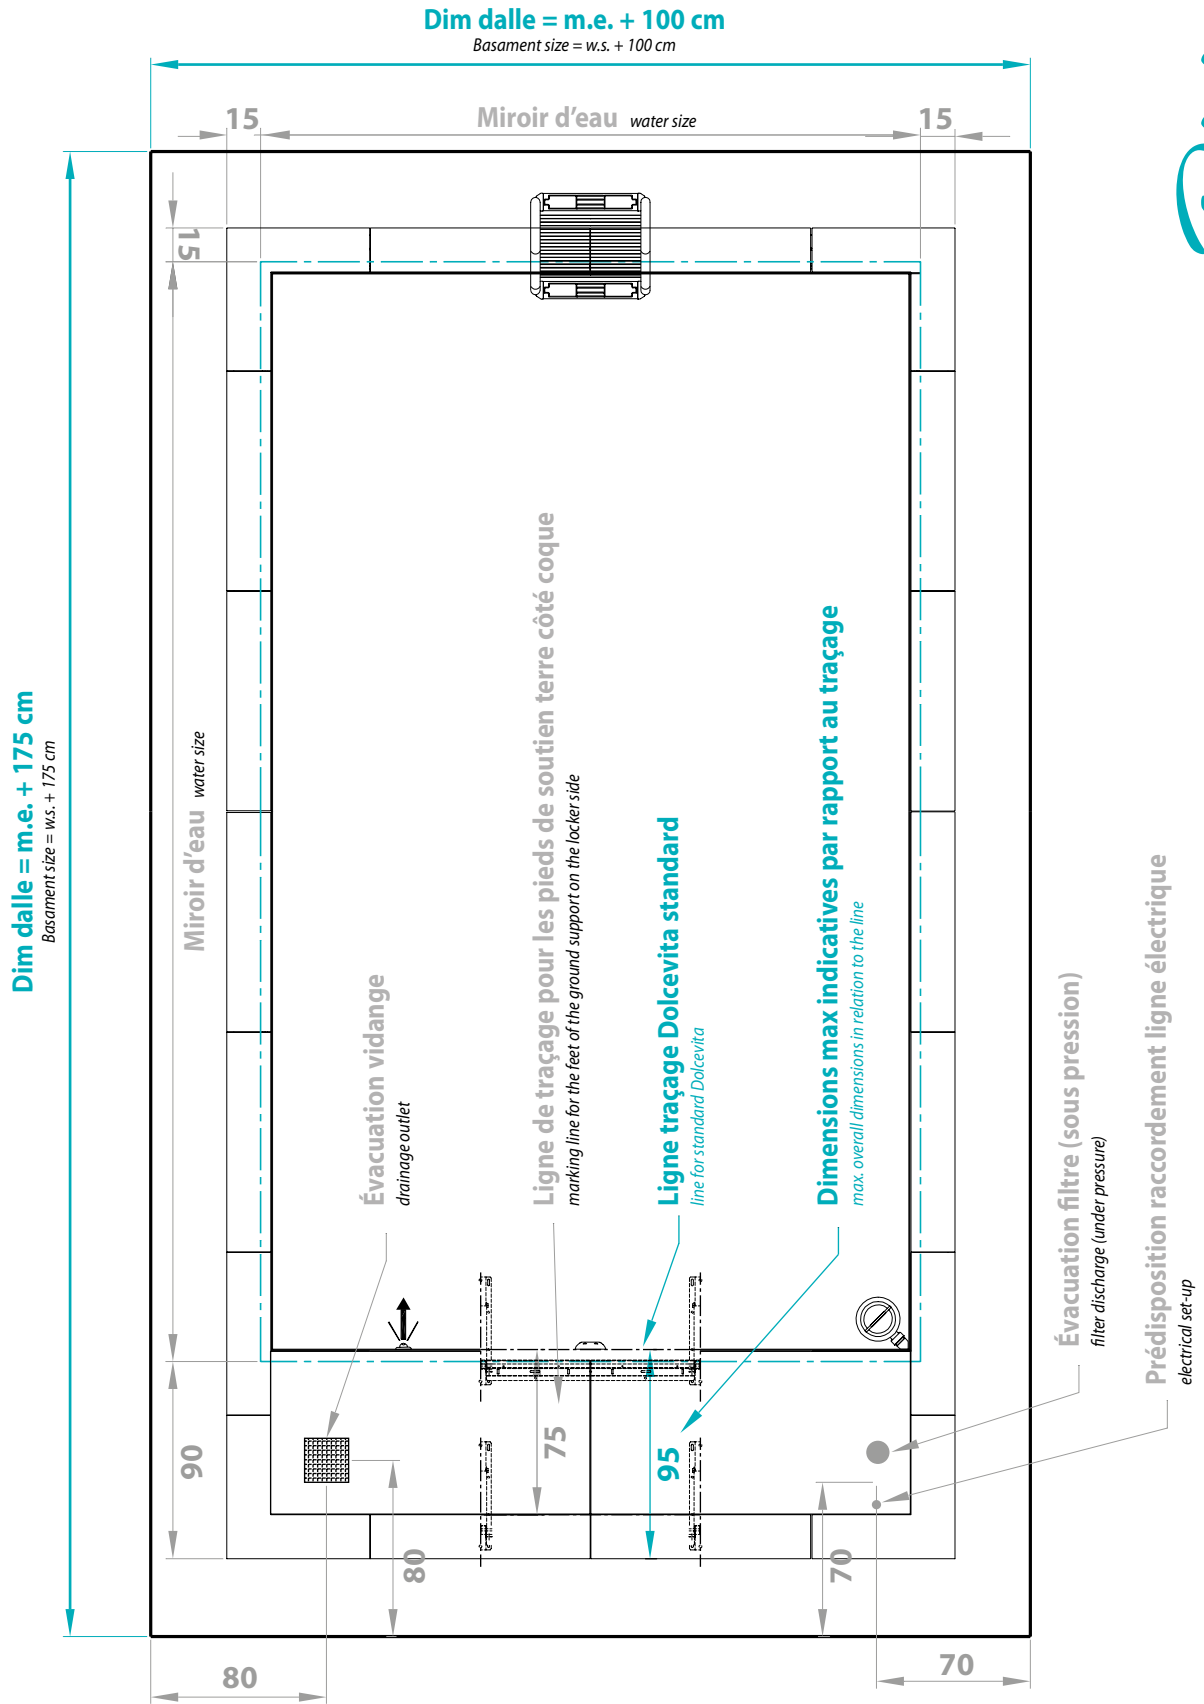 Dim dalle = m.e. + 100 cm
Basament size = w.s. + 100 cm
15
Miroir d'eau water size
15
15
Dim dalle = m.e. + 175 cm
Basament size = w.s. + 175 cm
Miroir d'eau water size
Évacuation vidange
drainage outlet
Ligne de traçage pour les pieds de soutien terre côté coque
marking line for the feet of the ground support on the locker side
Ligne traçage Dolcevita standard
line for standard Dolcevita
Dimensions max indicatives par rapport au traçage
max. overall dimensions in relation to the line
Évacuation filtre (sous pression)
filter discharge (under pressure)
Prédisposition raccordement ligne électrique
electrical set-up
90
75
95
80
70
80
70